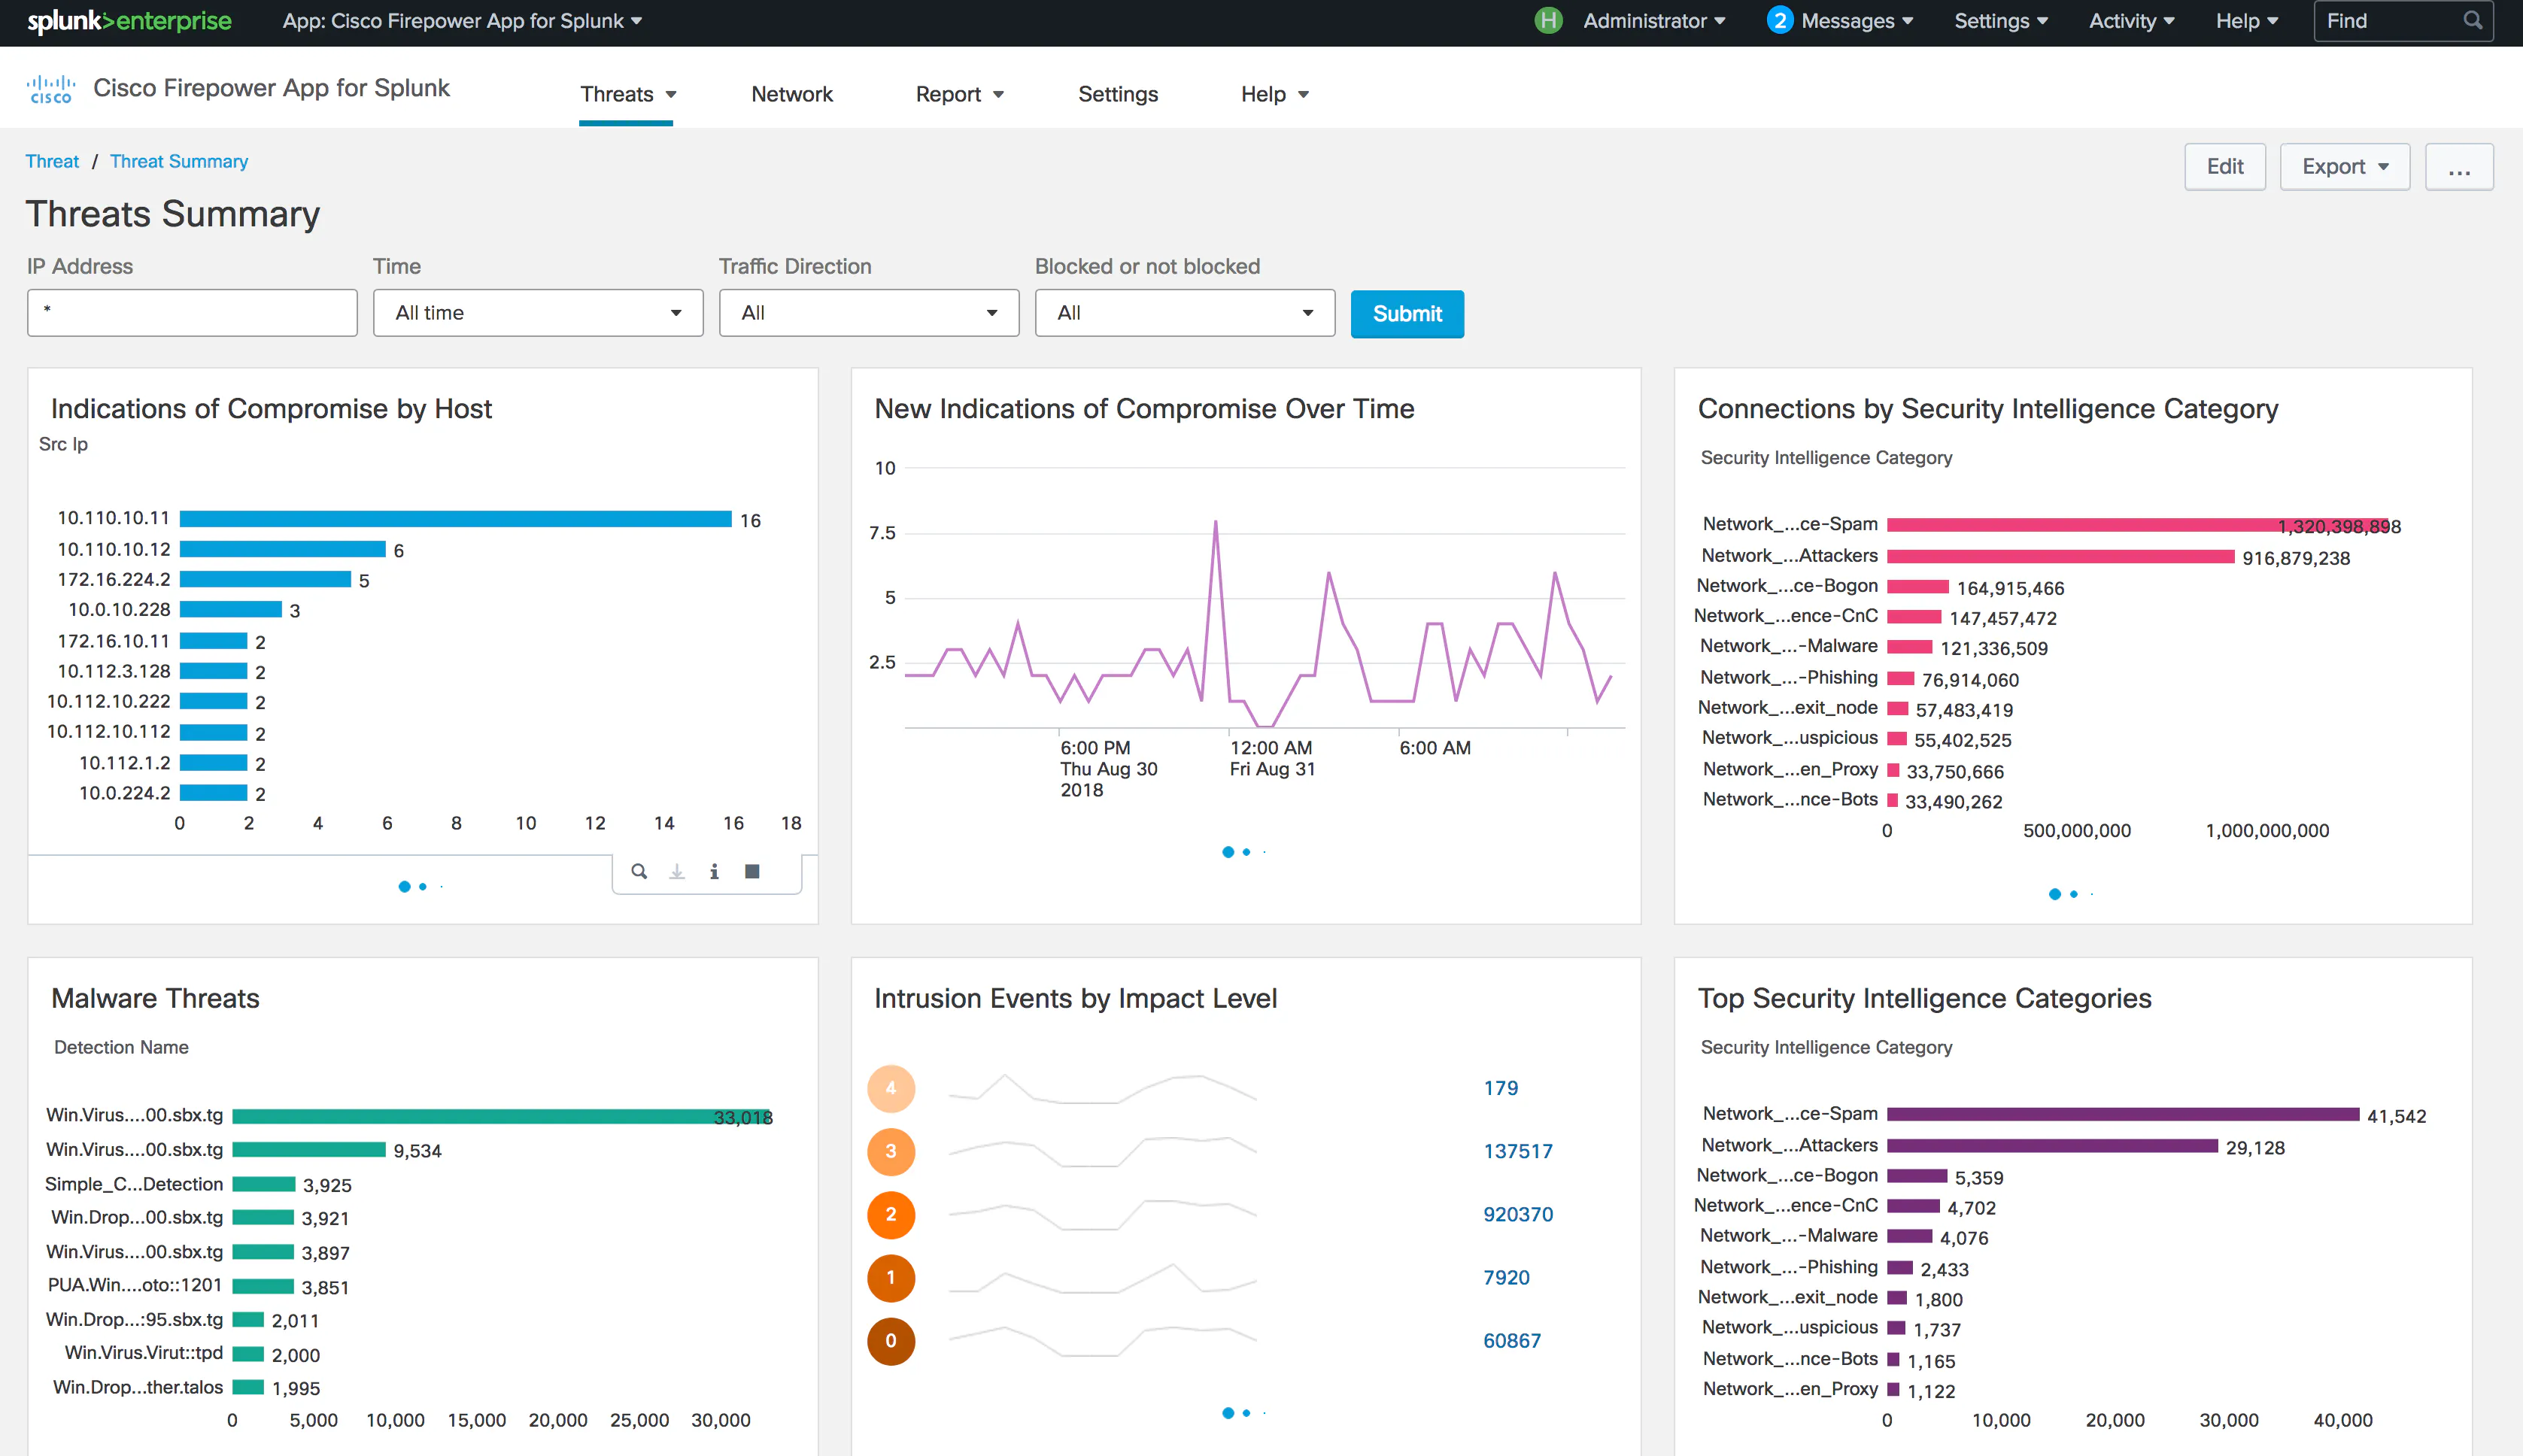 splunk>enterprise App: Cisco Firepower App for Splunk H Administrator 2 Messages Settings Activity Help Find
CISCO Cisco Firepower App for Splunk Threats Network Report Settings Help
Threat / Threat Summary Edit Export ...
Threats Summary
IP Address Time Traffic Direction Blocked or not blocked
* All time All All Submit
Indications of Compromise by Host
Src Ip
10.110.10.11 16
10.110.10.12 6
172.16.224.2 5
10.0.10.228 3
172.16.10.11 2
10.112.3.128 2
10.112.10.222 2
10.112.10.112 2
10.112.1.2 2
10.0.224.2 2
0 2 4 6 8 10 12 14 16 18
New Indications of Compromise Over Time
10
7.5
5
2.5
6:00 PM 12:00 AM 6:00 AM
Thu Aug 30 Fri Aug 31
2018
Connections by Security Intelligence Category
Security Intelligence Category
Network_...ce-Spam 1,320,398,898
Network_...Attackers 916,879,238
Network_...ce-Bogon 164,915,466
Network_...ence-CnC 147,457,472
Network_...-Malware 121,336,509
Network_...-Phishing 76,914,060
Network_...exit_node 57,483,419
Network_...uspicious 55,402,525
Network_...en_Proxy 33,750,666
Network_...nce-Bots 33,490,262
0 500,000,000 1,000,000,000
Malware Threats
Detection Name
Win.Virus....00.sbx.tg 33,018
Win.Virus....00.sbx.tg 9,534
Simple_C...Detection 3,925
Win.Drop...00.sbx.tg 3,921
Win.Virus....00.sbx.tg 3,897
PUA.Win....oto::1201 3,851
Win.Drop...:95.sbx.tg 2,011
Win.Virus.Virut::tpd 2,000
Win.Drop...ther.talos 1,995
0 5,000 10,000 15,000 20,000 25,000 30,000
Intrusion Events by Impact Level
4 179
3 137517
2 920370
1 7920
0 60867
Top Security Intelligence Categories
Security Intelligence Category
Network_...ce-Spam 41,542
Network_...Attackers 29,128
Network_...ce-Bogon 5,359
Network_...ence-CnC 4,702
Network_...-Malware 4,076
Network_...-Phishing 2,433
Network_...exit_node 1,800
Network_...uspicious 1,737
Network_...nce-Bots 1,165
Network_...en_Proxy 1,122
0 10,000 20,000 30,000 40,000